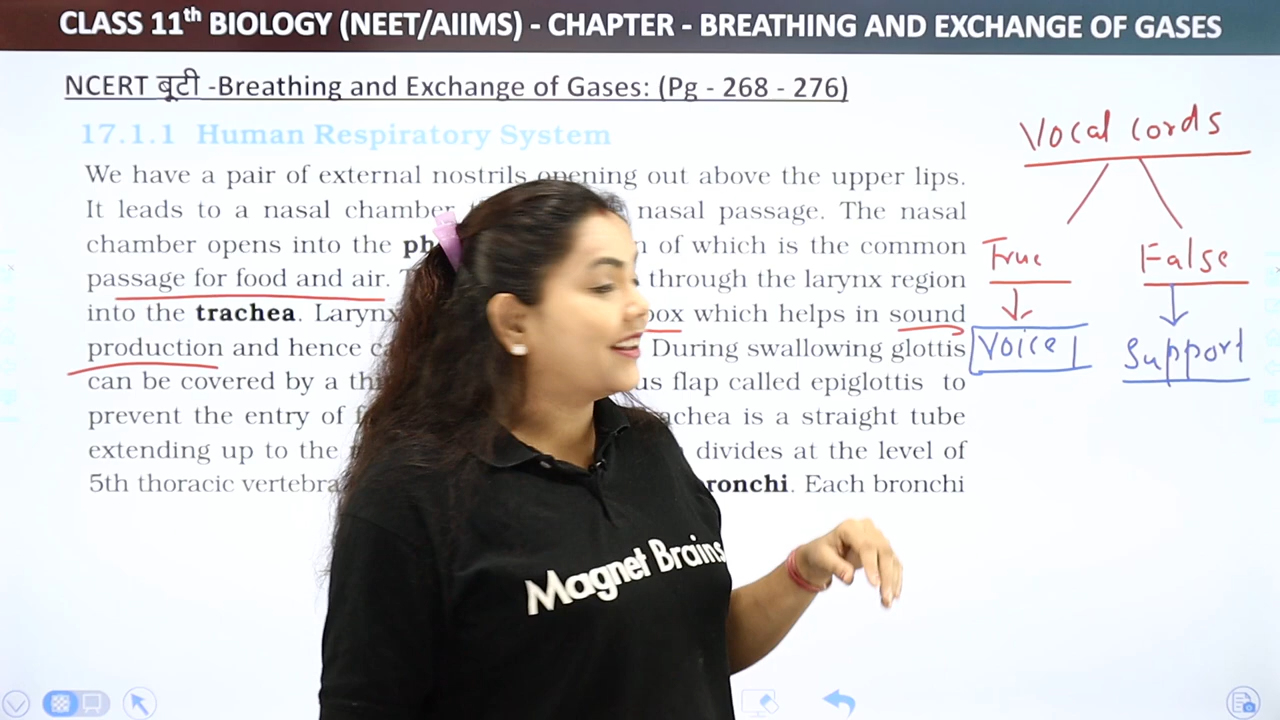 CLASS 11th BIOLOGY (NEET/AIIMS) - CHAPTER - BREATHING AND EXCHANGE OF GASES
NCERT बूटी -Breathing and Exchange of Gases: (Pg - 268 - 276)
17.1.1 Human Respiratory System
We have a pair of external nostrils opening out above the upper lips.
It leads to a nasal chamber nasal passage. The nasal
chamber opens into the of which is the common
passage for food and air. through the larynx region
into the trachea. Larynx box which helps in sound
production and hence During swallowing glottis
can be covered by a flap called epiglottis to
prevent the entry of trachea is a straight tube
extending up to the divides at the level of
5th thoracic vertebra bronchi. Each bronchi
Vocal cords
True
False
Voice
Support
Magnet Brains